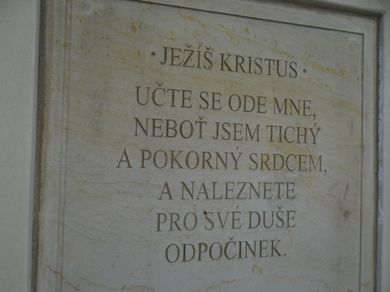 · JEŽÍŠ KRISTUS ·
UČTE SE ODE MNE,
NEBOŤ JSEM TICHÝ
A POKORNÝ SRDCEM,
A NALEZNETE
PRO SVÉ DUŠE
ODPOČINEK.